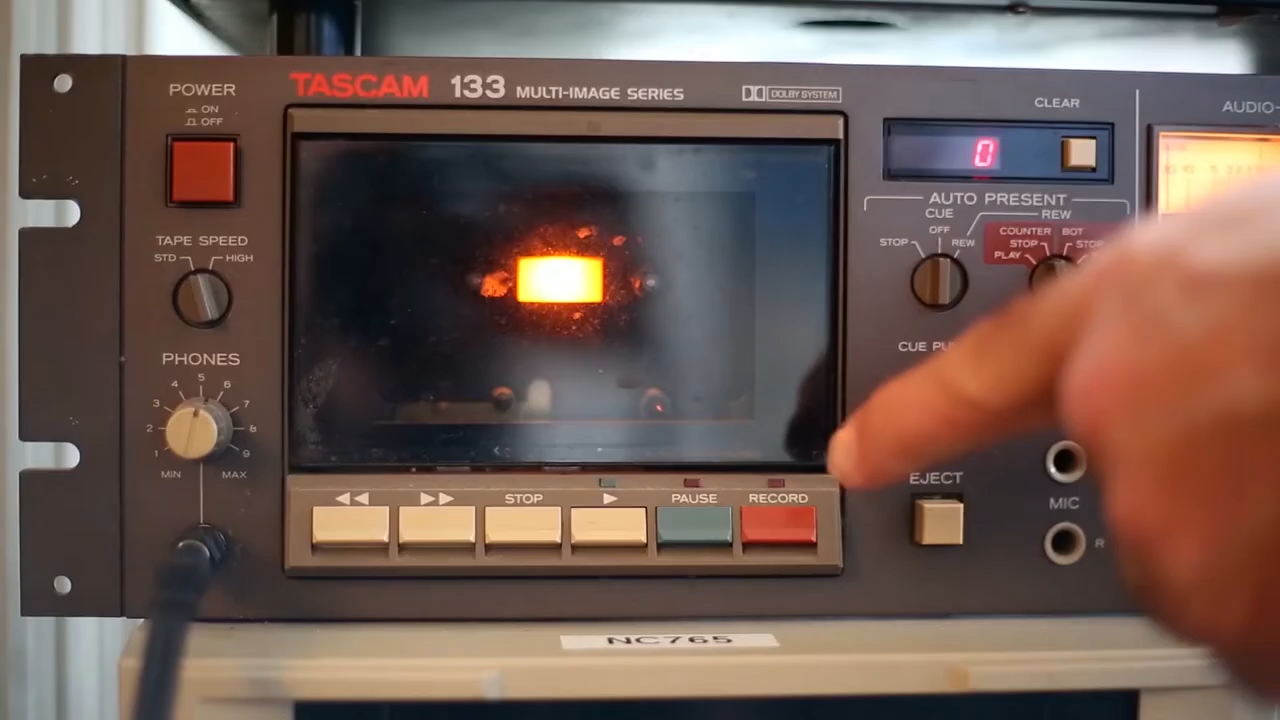 POWER
ON
OFF
TASCAM 133 MULTI-IMAGE SERIES
DOLBY SYSTEM
CLEAR
AUDIO-
0
AUTO PRESENT
CUE
REW
STOP
OFF
REW
COUNTER
BOT
STOP
STOP
PLAY
TAPE SPEED
STD
HIGH
CUE PU
PHONES
1
2
3
4
5
6
7
8
9
MIN
MAX
EJECT
MIC
R
STOP
PAUSE
RECORD
NC765